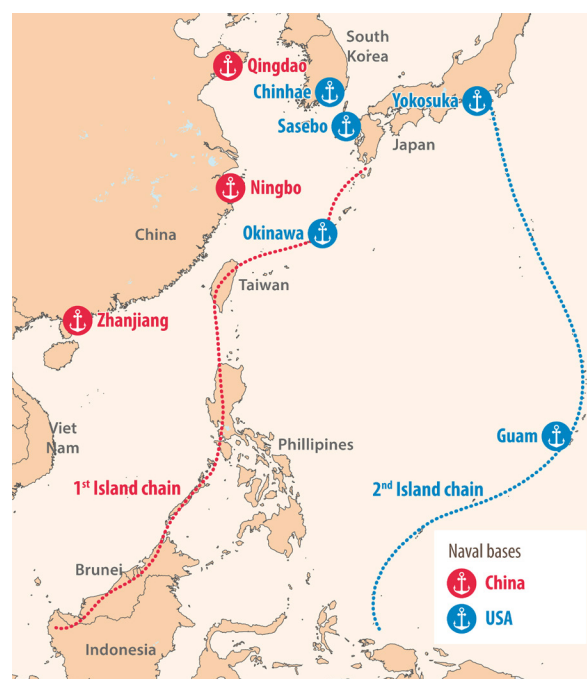 South
Korea
Qingdao
Chinhae
Yokosuka
Sasebo
Japan
Ningbo
Okinawa
China
Taiwan
Zhanjiang
Viet
Nam
Phillipines
Guam
1st Island chain
2nd Island chain
Naval bases
Brunei
China
USA
Indonesia